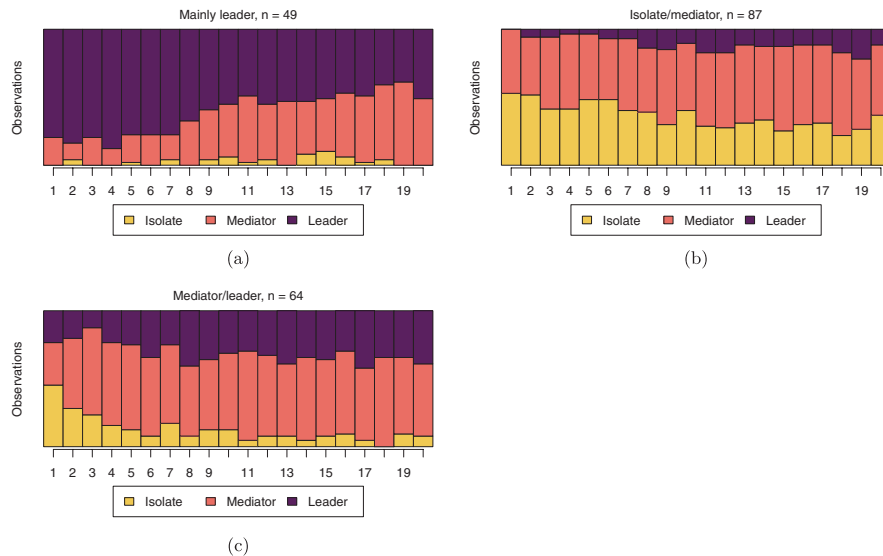 Mainly leader, n = 49
Observations
1 2 3 4 5 6 7 8 9 11 13 15 17 19
Isolate Mediator Leader
(a)
Isolate/mediator, n = 87
Observations
1 2 3 4 5 6 7 8 9 11 13 15 17 19
Isolate Mediator Leader
(b)
Mediator/leader, n = 64
Observations
1 2 3 4 5 6 7 8 9 11 13 15 17 19
Isolate Mediator Leader
(c)